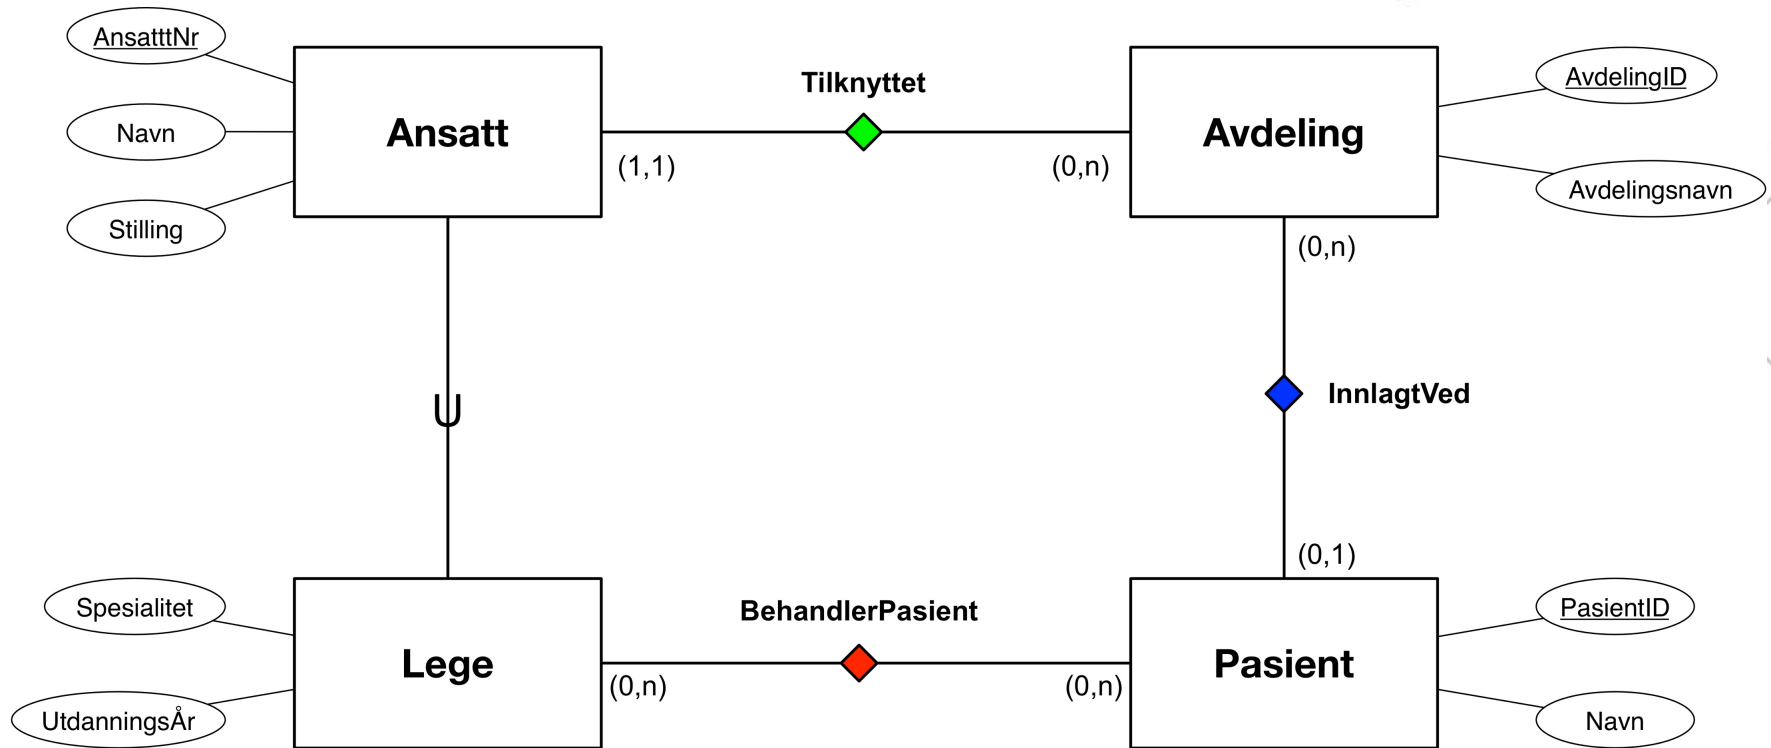 AnsatttNr
Navn
Stilling
Ansatt
Tilknyttet
(1,1)
(0,n)
Avdeling
AvdelingID
Avdelingsnavn
(0,n)
InnlagtVed
(0,1)
Spesialitet
UtdanningsÅr
Lege
BehandlerPasient
(0,n)
(0,n)
Pasient
PasientID
Navn